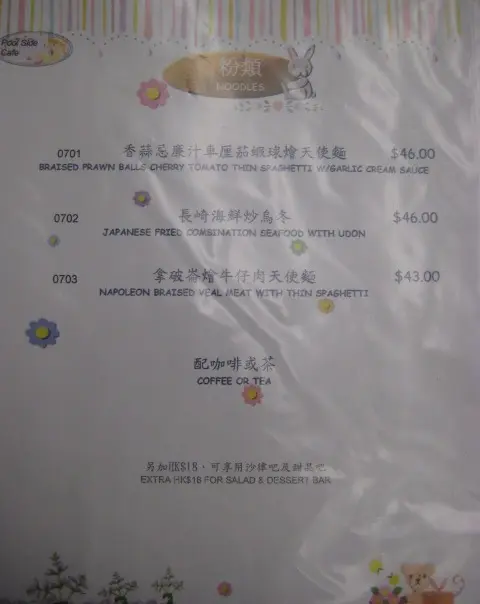 Pool Side
Cafe
粉類
NOODLES
0701 香蒜忌廉汁車厘茄蝦球燴天使麵 $46.00
BRAISED PRAWN BALLS CHERRY TOMATO THIN SPAGHETTI W/GARLIC CREAM SAUCE
0702 長崎海鮮炒烏冬 $46.00
JAPANESE FRIED COMBINATION SEAFOOD WITH UDON
0703 拿破崙燴牛仔肉天使麵 $43.00
NAPOLEON BRAISED VEAL MEAT WITH THIN SPAGHETTI
配咖啡或茶
COFFEE OR TEA
另加HK$18，可享用沙律吧及甜品吧
EXTRA HK$18 FOR SALAD & DESSERT BAR